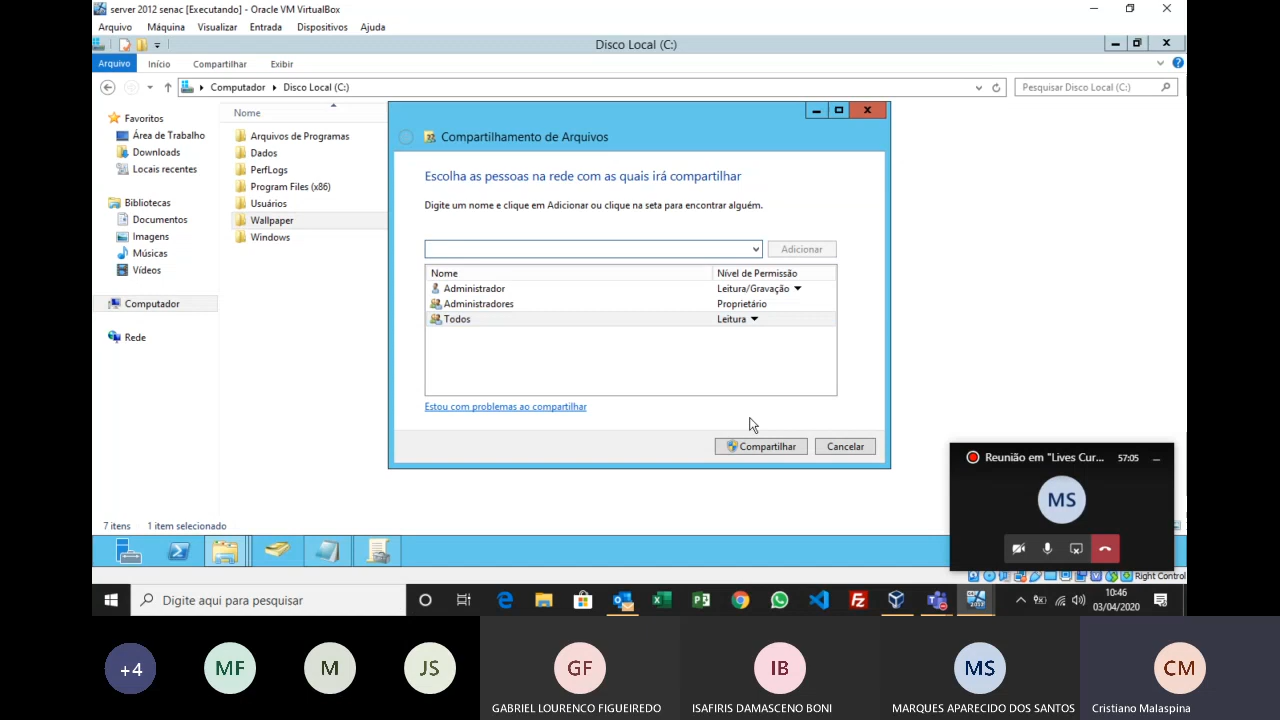 server 2012 senac [Executando] - Oracle VM VirtualBox
Arquivo Máquina Visualizar Entrada Dispositivos Ajuda
Disco Local (C:)
Arquivo Início Compartilhar Exibir
Computador Disco Local (C:)
Pesquisar Disco Local (C:)
Favoritos
Área de Trabalho
Downloads
Locais recentes
Bibliotecas
Documentos
Imagens
Músicas
Vídeos
Computador
Rede
Nome
Arquivos de Programas
Dados
PerfLogs
Program Files (x86)
Usuários
Wallpaper
Windows
Compartilhamento de Arquivos
Escolha as pessoas na rede com as quais irá compartilhar
Digite um nome e clique em Adicionar ou clique na seta para encontrar alguém.
Adicionar
Nome Nível de Permissão
Administrador Leitura/Gravação
Administradores Proprietário
Todos Leitura
Estou com problemas ao compartilhar
Compartilhar Cancelar
Reunião em "Lives Cur... 57:05
MS
7 itens 1 item selecionado
Right Control
Digite aqui para pesquisar
10:46
03/04/2020
+4
MF
M
JS
GF
GABRIEL LOURENCO FIGUEIREDO
IB
ISAFIRIS DAMASCENO BONI
MS
MARQUES APARECIDO DOS SANTOS
CM
Cristiano Malaspina